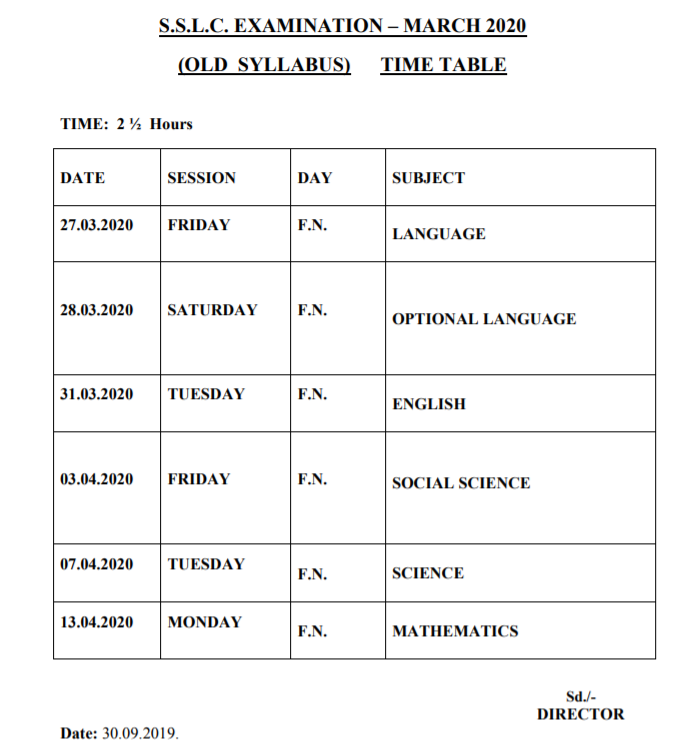 S.S.L.C. EXAMINATION – MARCH 2020
(OLD SYLLABUS) TIME TABLE
TIME: 2 ½ Hours
DATE SESSION DAY SUBJECT
27.03.2020 FRIDAY F.N. LANGUAGE
28.03.2020 SATURDAY F.N. OPTIONAL LANGUAGE
31.03.2020 TUESDAY F.N. ENGLISH
03.04.2020 FRIDAY F.N. SOCIAL SCIENCE
07.04.2020 TUESDAY F.N. SCIENCE
13.04.2020 MONDAY F.N. MATHEMATICS
Sd./-
DIRECTOR
Date: 30.09.2019.